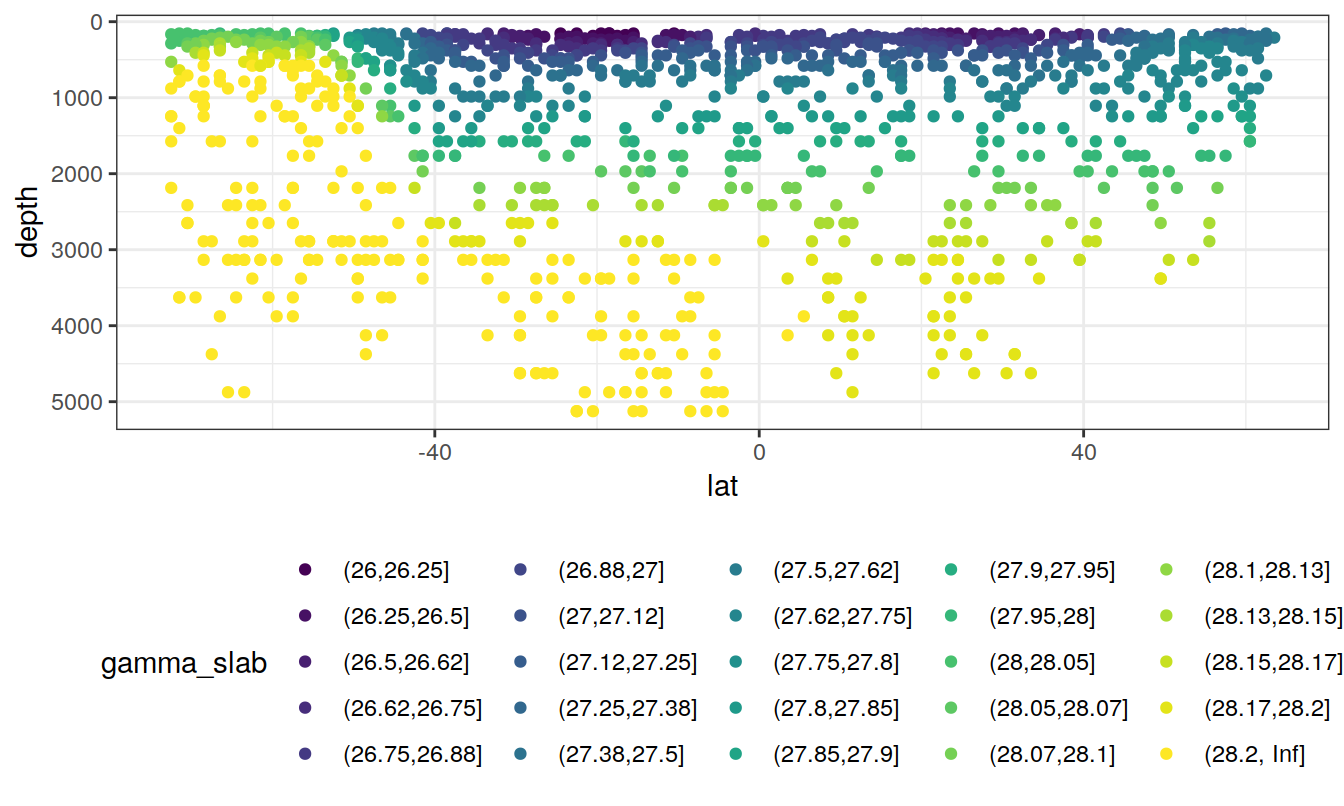 0
1000
2000
3000
4000
5000
depth
-40 0 40
lat
gamma_slab
(26,26.25] (26.88,27] (27.5,27.62] (27.9,27.95] (28.1,28.13]
(26.25,26.5] (27,27.12] (27.62,27.75] (27.95,28] (28.13,28.15]
(26.5,26.62] (27.12,27.25] (27.75,27.8] (28,28.05] (28.15,28.17]
(26.62,26.75] (27.25,27.38] (27.8,27.85] (28.05,28.07] (28.17,28.2]
(26.75,26.88] (27.38,27.5] (27.85,27.9] (28.07,28.1] (28.2, Inf]